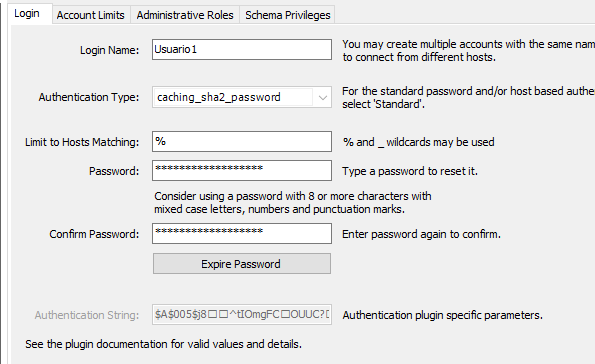 Login Account Limits Administrative Roles Schema Privileges
Login Name: Usuario1 You may create multiple accounts with the same
to connect from different hosts.
Authentication Type: caching_sha2_password For the standard password and/or host based
select 'Standard'.
Limit to Hosts Matching: % % and _ wildcards may be used
Password: ****************** Type a password to reset it.
Consider using a password with 8 or more characters with
mixed case letters, numbers and punctuation marks.
Confirm Password: ****************** Enter password again to confirm.
Expire Password
Authentication String: $A$005$j8□□^tIOmgFC□OUUC?□ Authentication plugin specific parameters.
See the plugin documentation for valid values and details.